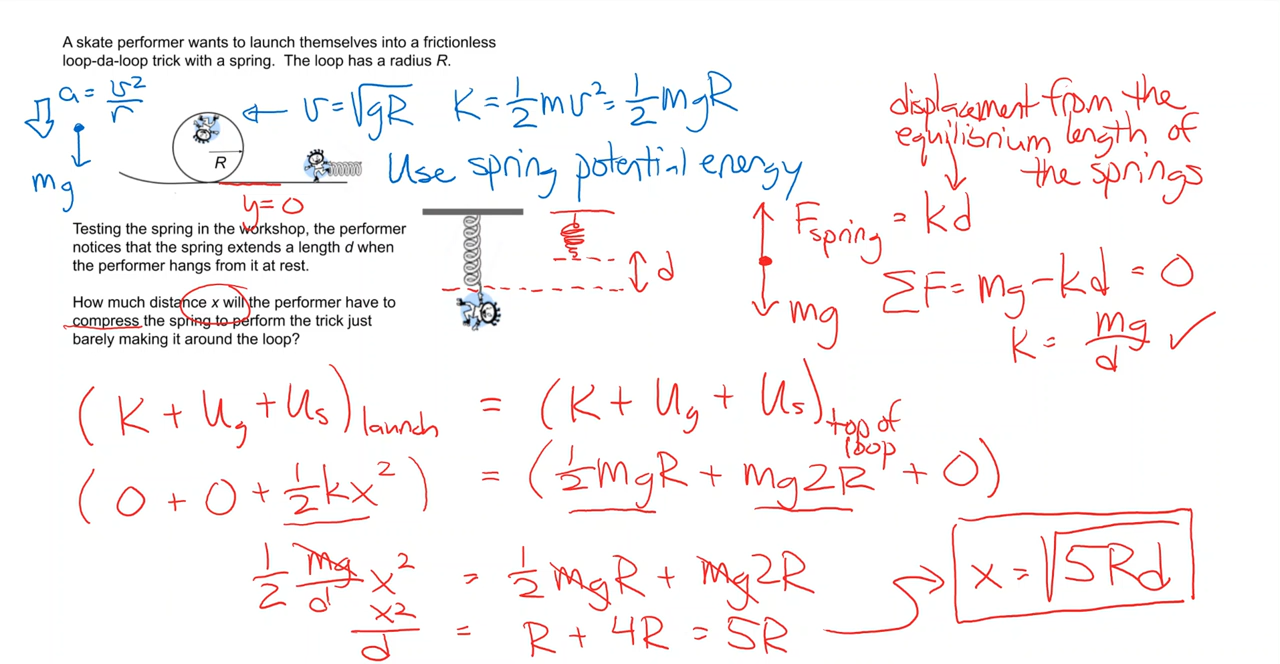 A skate performer wants to launch themselves into a frictionless
loop-da-loop trick with a spring. The loop has a radius R.
a = v²/r
mg
← v = √gR K = ½mv² = ½mgR
R
Use spring potential energy
y = 0
displacement from the
equilibrium length of
the springs
Testing the spring in the workshop, the performer
notices that the spring extends a length d when
the performer hangs from it at rest.
d
F spring = kd
mg
ΣF = mg - kd = 0
K = mg/d ✓
How much distance x will the performer have to
compress the spring to perform the trick just
barely making it around the loop?
(K + Ug + Us) launch = (K + Ug + Us) top of loop
(0 + 0 + ½kx²) = (½mgR + mg2R + 0)
½ mg/d x² = ½mgR + mg2R
x²/d = R + 4R = 5R
x = √5Rd